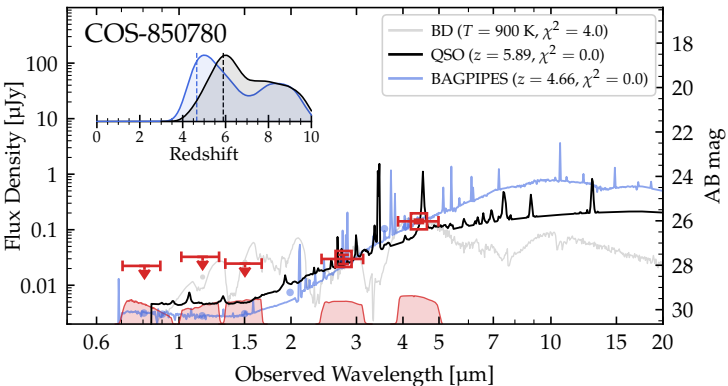 COS-850780
BD (T = 900 K, χ² = 4.0)
QSO (z = 5.89, χ² = 0.0)
BAGPIPES (z = 4.66, χ² = 0.0)
0 2 4 6 8 10
Redshift
100
10
1
0.1
0.01
Flux Density [μJy]
18
20
22
24
26
28
30
AB mag
0.6 1 1.5 2 3 4 5 10 15 20
Observed Wavelength [μm]